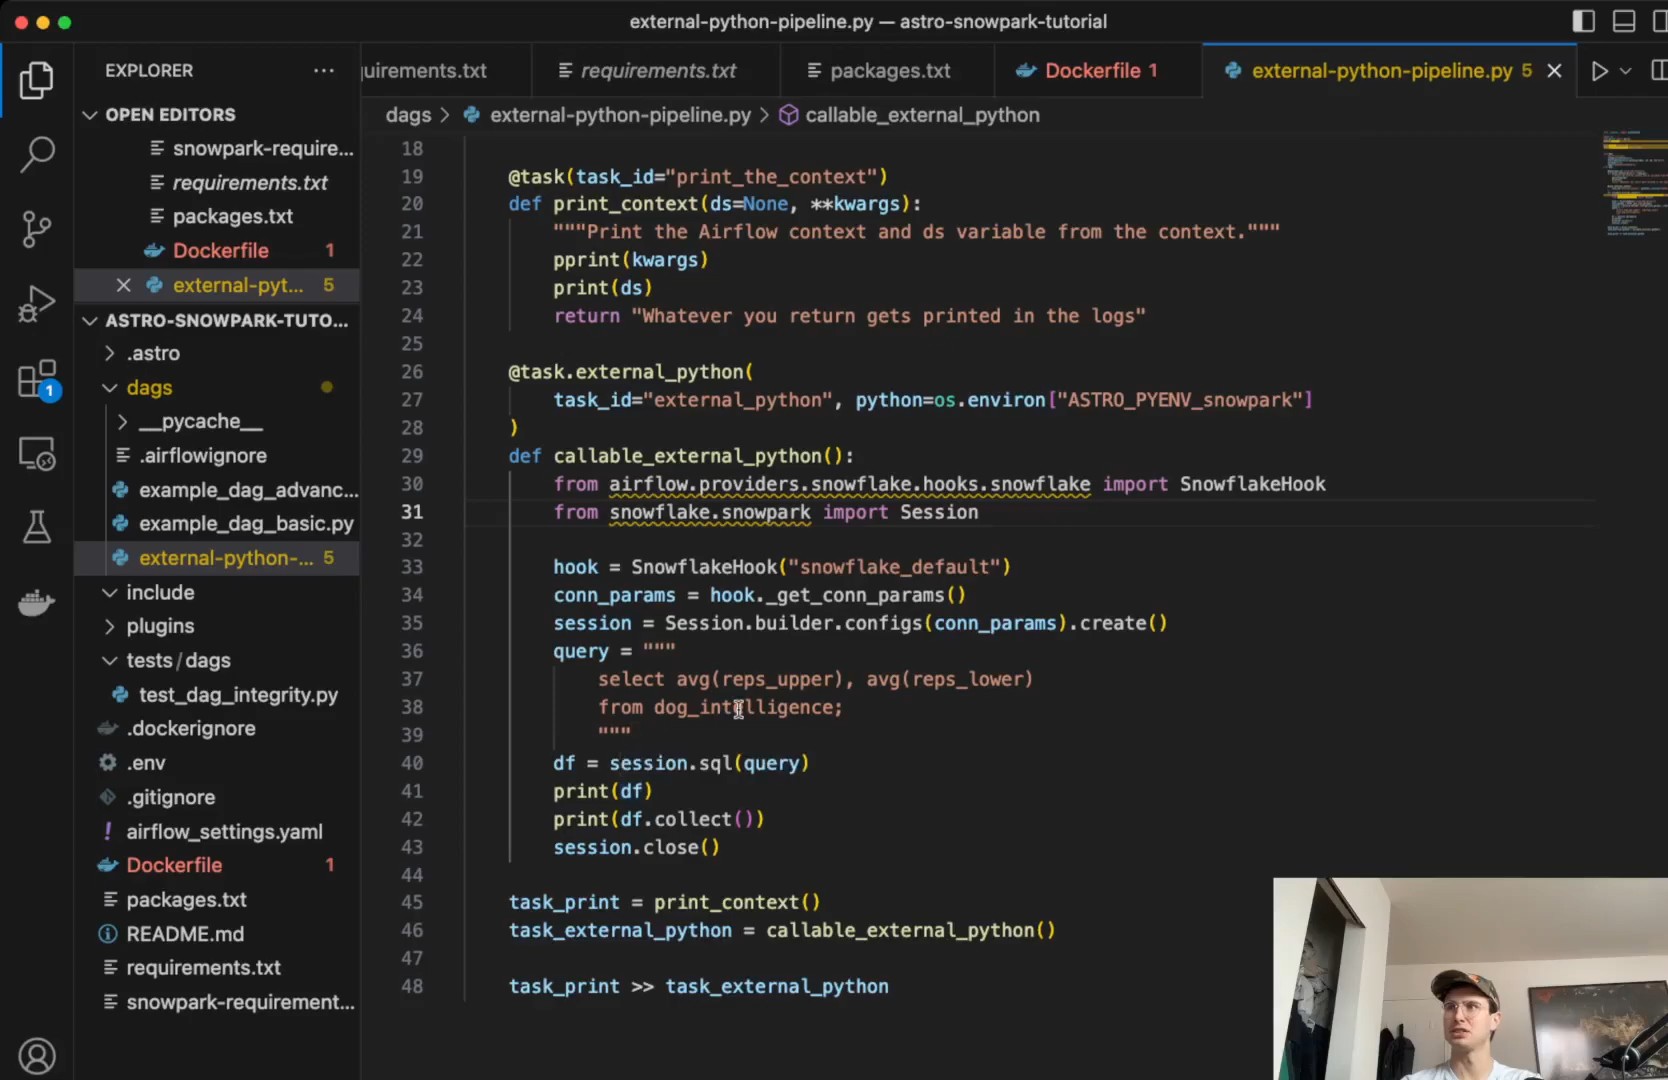 external-python-pipeline.py — astro-snowpark-tutorial
EXPLORER ···
uirements.txt
requirements.txt
packages.txt
Dockerfile 1
external-python-pipeline.py 5
dags > external-python-pipeline.py > callable_external_python
OPEN EDITORS
snowpark-require...
requirements.txt
packages.txt
Dockerfile 1
external-pyt... 5
ASTRO-SNOWPARK-TUTO...
.astro
dags
__pycache__
.airflowignore
example_dag_advanc...
example_dag_basic.py
external-python-... 5
include
plugins
tests/dags
test_dag_integrity.py
.dockerignore
.env
.gitignore
! airflow_settings.yaml
Dockerfile 1
packages.txt
README.md
requirements.txt
snowpark-requirement...
1
18
19 @task(task_id="print_the_context")
20 def print_context(ds=None, **kwargs):
21 """Print the Airflow context and ds variable from the context."""
22 pprint(kwargs)
23 print(ds)
24 return "Whatever you return gets printed in the logs"
25
26 @task.external_python(
27 task_id="external_python", python=os.environ["ASTRO_PYENV_snowpark"]
28 )
29 def callable_external_python():
30 from airflow.providers.snowflake.hooks.snowflake import SnowflakeHook
31 from snowflake.snowpark import Session
32
33 hook = SnowflakeHook("snowflake_default")
34 conn_params = hook._get_conn_params()
35 session = Session.builder.configs(conn_params).create()
36 query = """
37 select avg(reps_upper), avg(reps_lower)
38 from dog_intelligence;
39 """
40 df = session.sql(query)
41 print(df)
42 print(df.collect())
43 session.close()
44
45 task_print = print_context()
46 task_external_python = callable_external_python()
47
48 task_print >> task_external_python